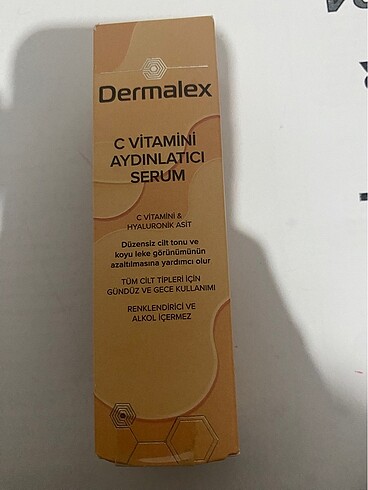 Dermalex
C VİTAMİNİ
AYDINLATICI
SERUM
C VİTAMİNİ &
HYALURONİK ASİT
Düzensiz cilt tonu ve
koyu leke görünümünün
azaltılmasına yardımcı olur
TÜM CİLT TİPLERİ İÇİN
GÜNDÜZ VE GECE KULLANIMI
RENKLENDİRİCİ VE
ALKOL İÇERMEZ